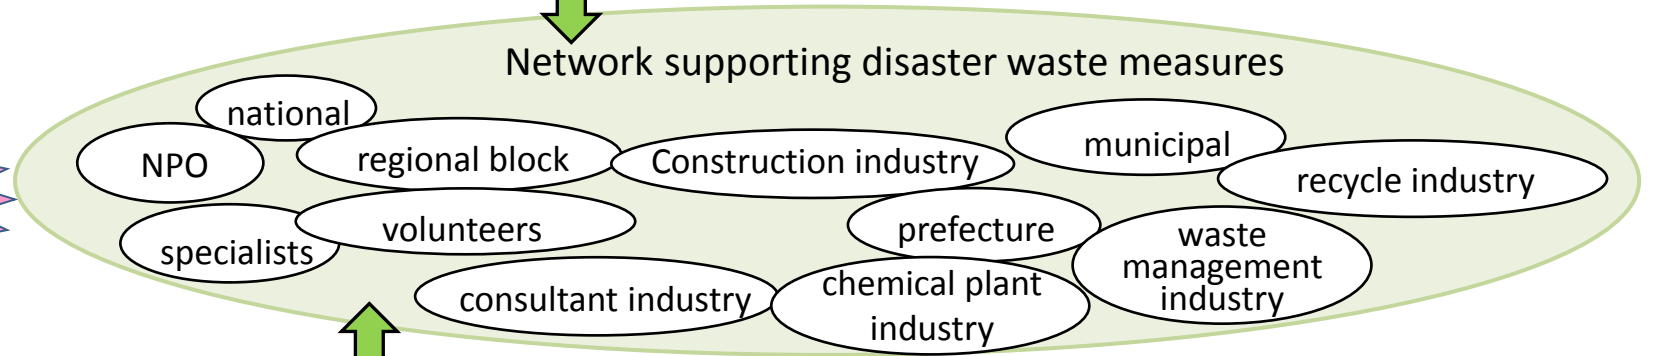 Network supporting disaster waste measures
national
NPO
regional block
Construction industry
municipal
recycle industry
specialists
volunteers
prefecture
waste
management
industry
consultant industry
chemical plant
industry